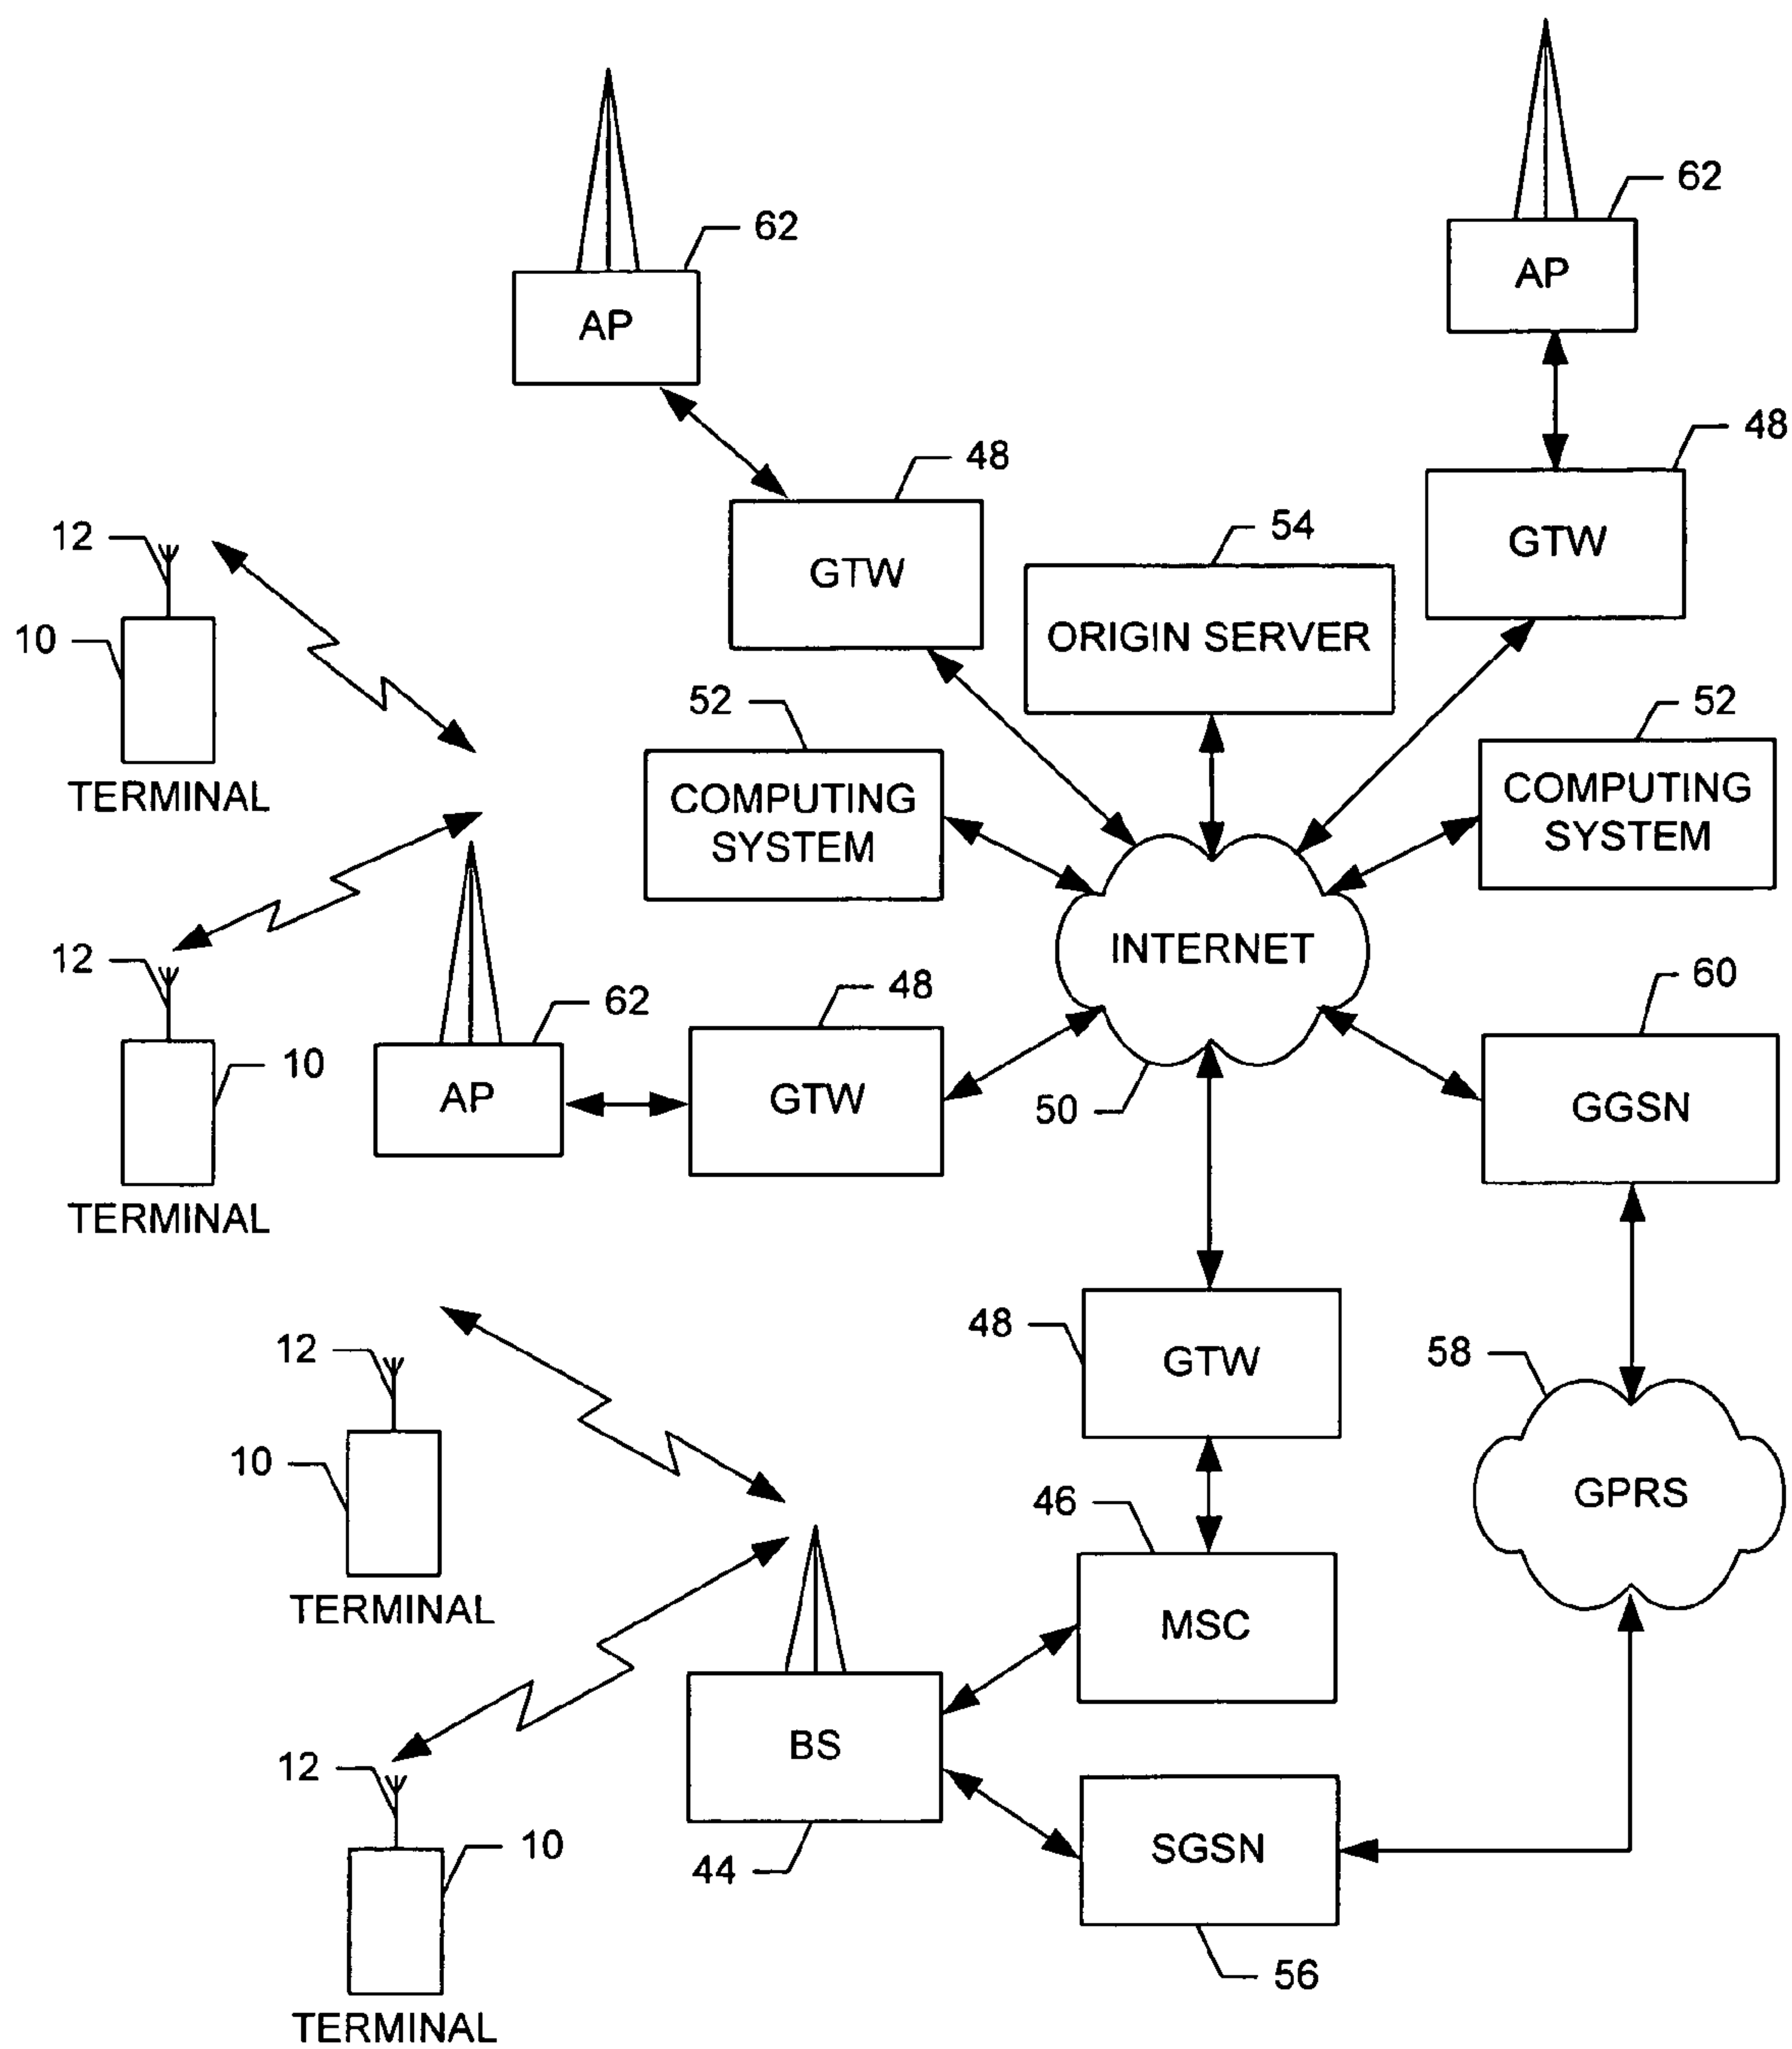 62
AP
62
AP
48
GTW
48
GTW
54
ORIGIN SERVER
12
10
TERMINAL
52
COMPUTING
SYSTEM
52
COMPUTING
SYSTEM
INTERNET
50
12
10
TERMINAL
62
AP
48
GTW
60
GGSN
48
GTW
58
GPRS
12
10
TERMINAL
46
MSC
BS
44
12
10
TERMINAL
SGSN
56